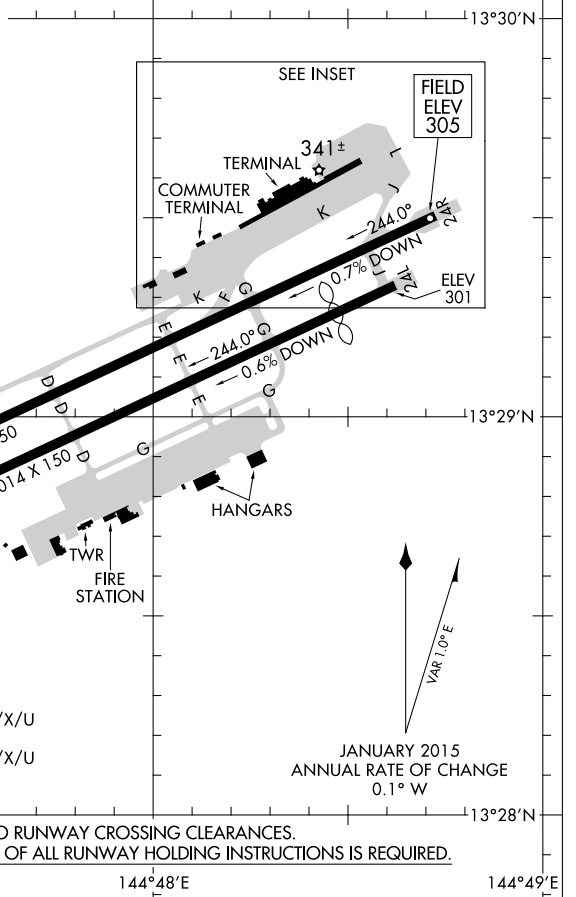 13°30'N
SEE INSET
FIELD
ELEV
305
341±
TERMINAL
COMMUTER
TERMINAL
L
J
K
24R
244.0°
0.7% DOWN
J
24L
ELEV
301
K
F
G
G
E
E
E
244.0°
0.6% DOWN
G
D
D
D
G
13°29'N
50
014 X 150
HANGARS
TWR
FIRE
STATION
VAR 1.0° E
/X/U
/X/U
JANUARY 2015
ANNUAL RATE OF CHANGE
0.1° W
13°28'N
D RUNWAY CROSSING CLEARANCES.
OF ALL RUNWAY HOLDING INSTRUCTIONS IS REQUIRED.
144°48'E
144°49'E